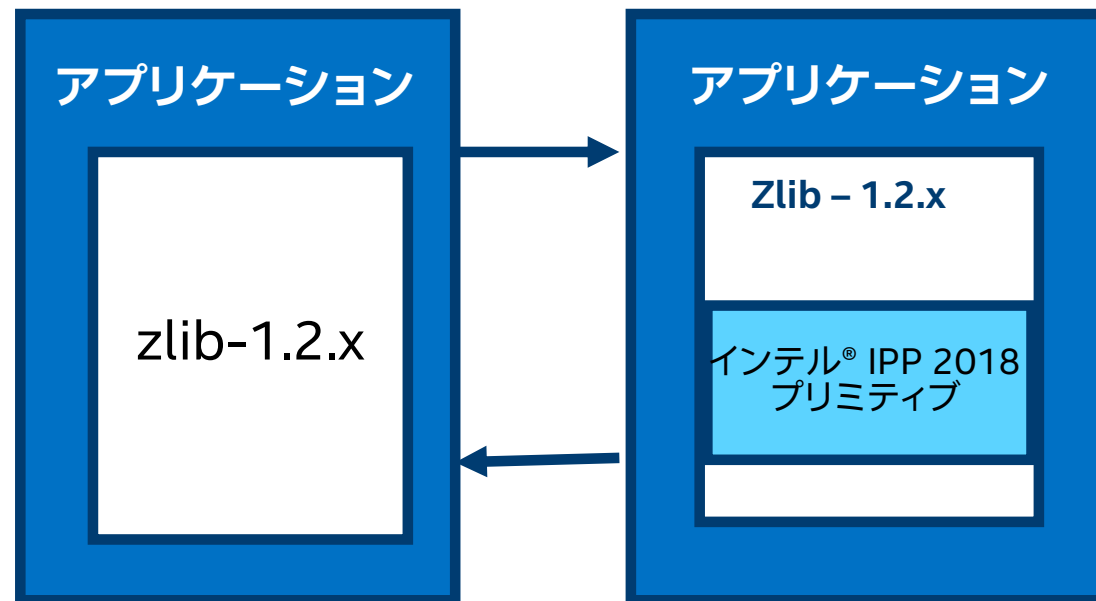 アプリケーション
zlib-1.2.x
アプリケーション
Zlib – 1.2.x
インテル® IPP 2018
プリミティブ